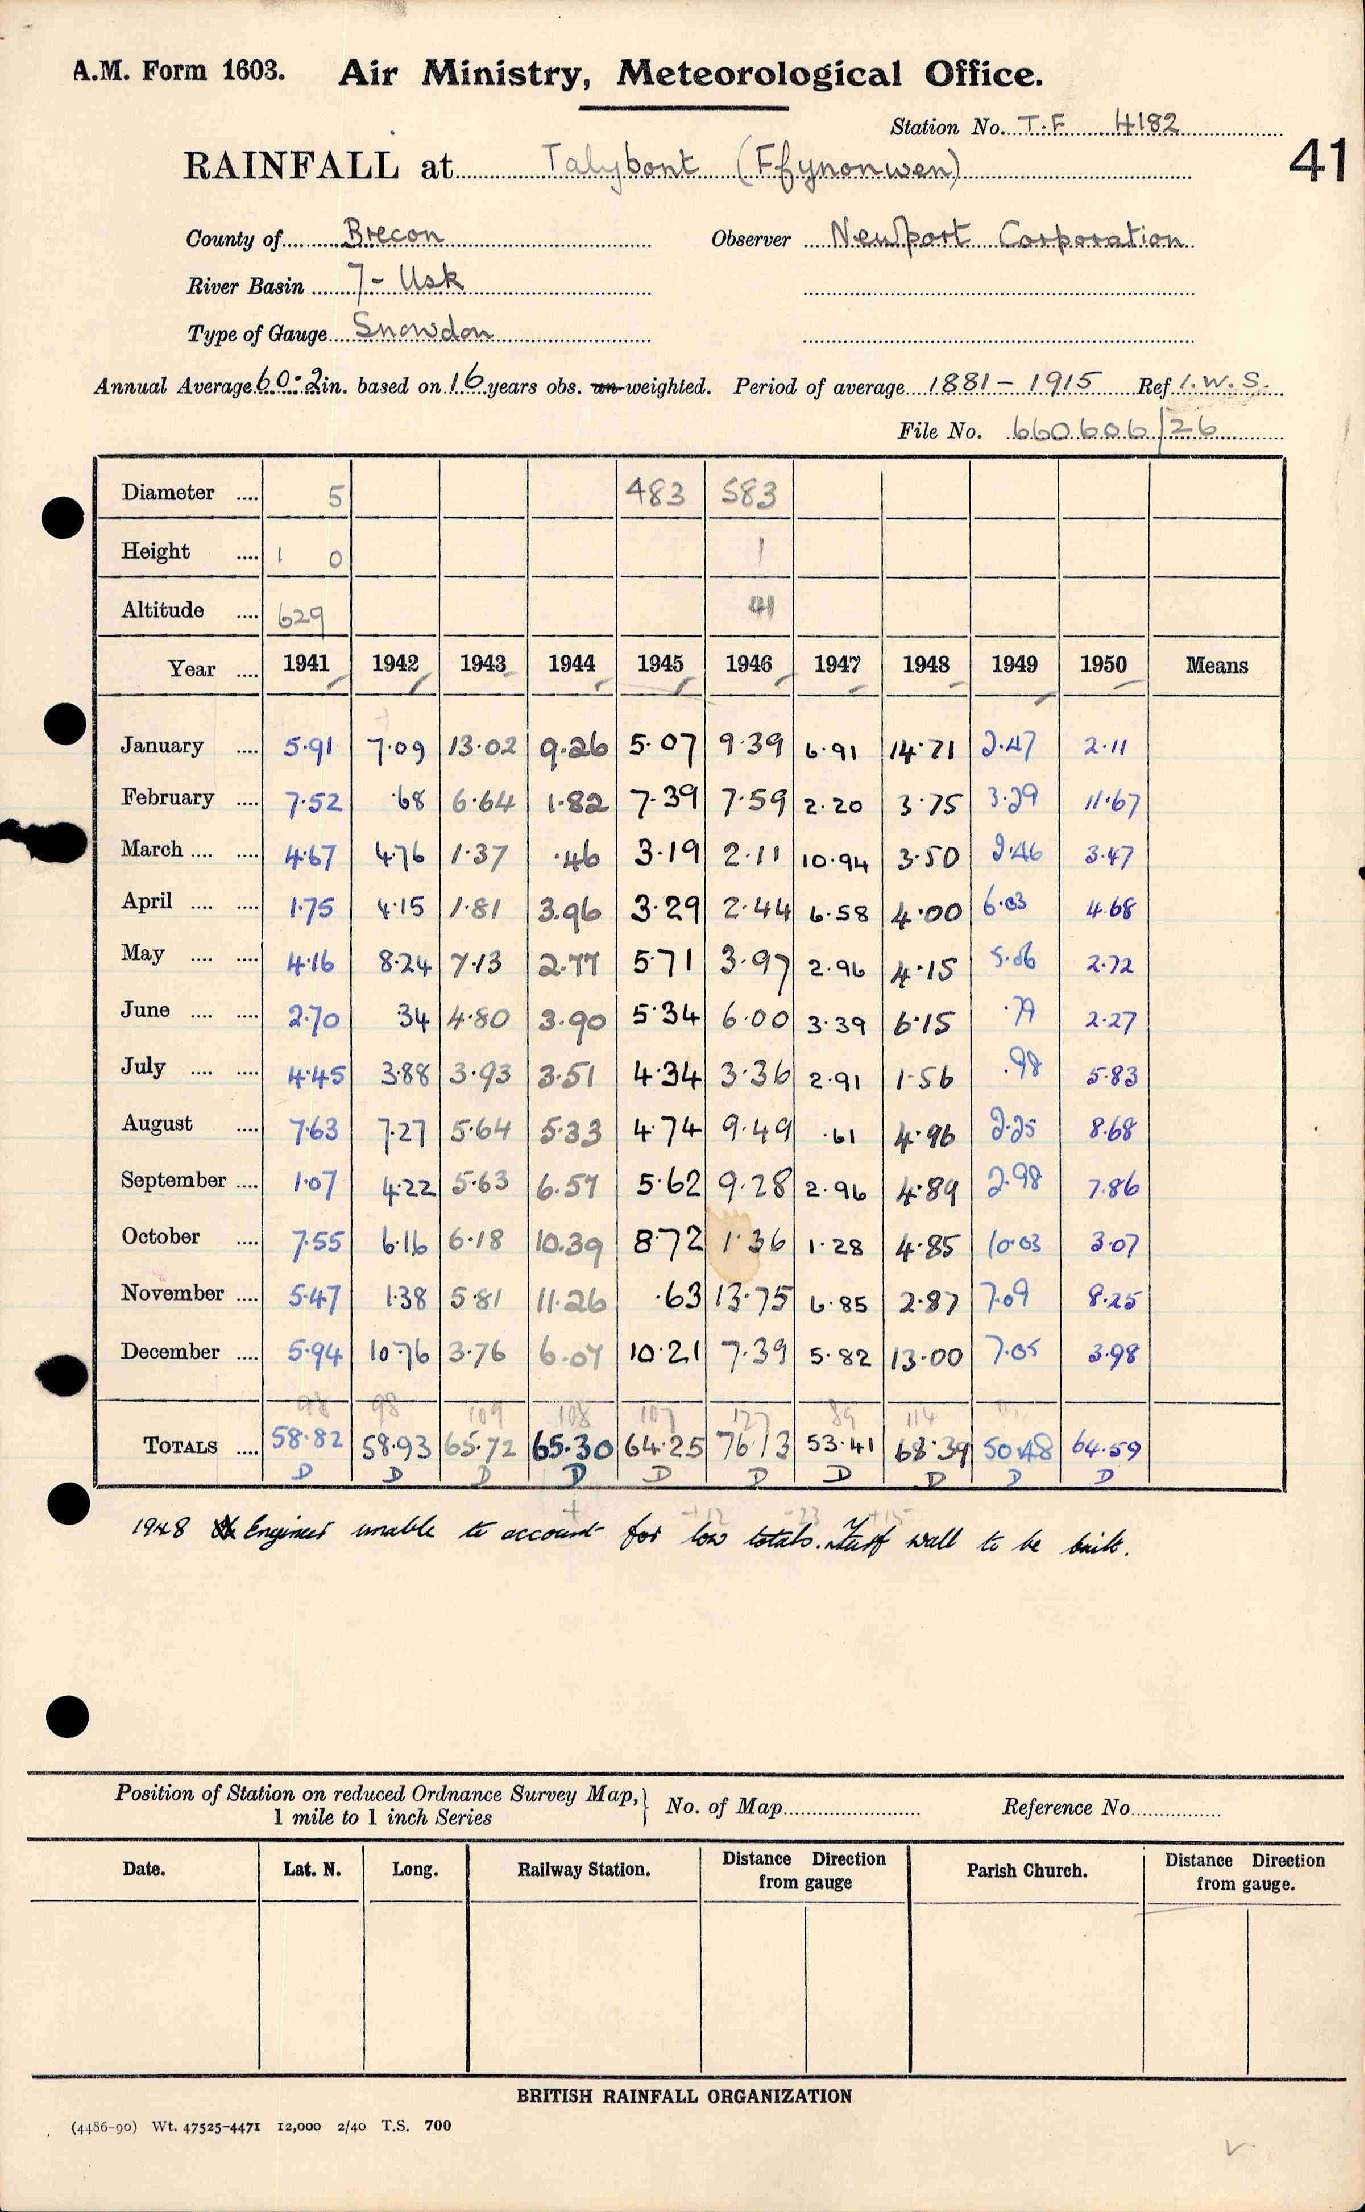 A.M. Form 1603. Air Ministry, Meteorological Office.
Station No. T.F 4182
41
RAINFALL at Talybont (Ffynonwen)
County of Brecon Observer Newport Corporation
River Basin 7 - Usk
Type of Gauge Snowdon
Annual Average 60.2 in. based on 16 years obs. un-weighted. Period of average 1881 - 1915 Ref I.W.S.
File No. 660606/26
Diameter .... 5 483 583
Height .... 1 0 1
Altitude .... 629 41
Year .... 1941 1942 1943 1944 1945 1946 1947 1948 1949 1950 Means
January .... 5.91 7.09 13.02 9.26 5.07 9.39 6.91 14.71 2.47 2.11
February .... 7.52 .68 6.64 1.82 7.39 7.59 2.20 3.75 3.29 11.67
March .... .... 4.67 4.76 1.37 .46 3.19 2.11 10.94 3.50 2.46 3.47
April .... .... 1.75 4.15 1.81 3.96 3.29 2.44 6.58 4.00 6.03 4.68
May .... .... 4.16 8.24 7.13 2.77 5.71 3.97 2.96 4.15 5.06 2.72
June .... .... 2.70 34 4.80 3.90 5.34 6.00 3.39 6.15 .79 2.27
July .... .... 4.45 3.88 3.93 3.51 4.34 3.36 2.91 1.56 .98 5.83
August .... 7.63 7.27 5.64 5.33 4.74 9.49 .61 4.96 2.25 8.68
September .... 1.07 4.22 5.63 6.57 5.62 9.28 2.96 4.89 2.98 7.86
October .... 7.55 6.16 6.18 10.39 8.72 1.36 1.28 4.85 10.03 3.07
November .... 5.47 1.38 5.81 11.26 .63 13.75 6.85 2.87 7.09 8.25
December .... 5.94 10.76 3.76 6.07 10.21 7.39 5.82 13.00 7.05 3.98
98 98 109 108 107 127 89 114
TOTALS .... 58.82 58.93 65.72 65.30 64.25 76.13 53.41 68.39 50.48 64.59
D D D D D D D D D D
+ +12 -23 +15
1948 Engineer unable to account for low totals. Turf wall to be built.
Position of Station on reduced Ordnance Survey Map, 1 mile to 1 inch Series } No. of Map Reference No.
Date. Lat. N. Long. Railway Station. Distance Direction from gauge Parish Church. Distance Direction from gauge.
BRITISH RAINFALL ORGANIZATION
(4486-90) Wt. 47525-4471 12,000 2/40 T.S. 700